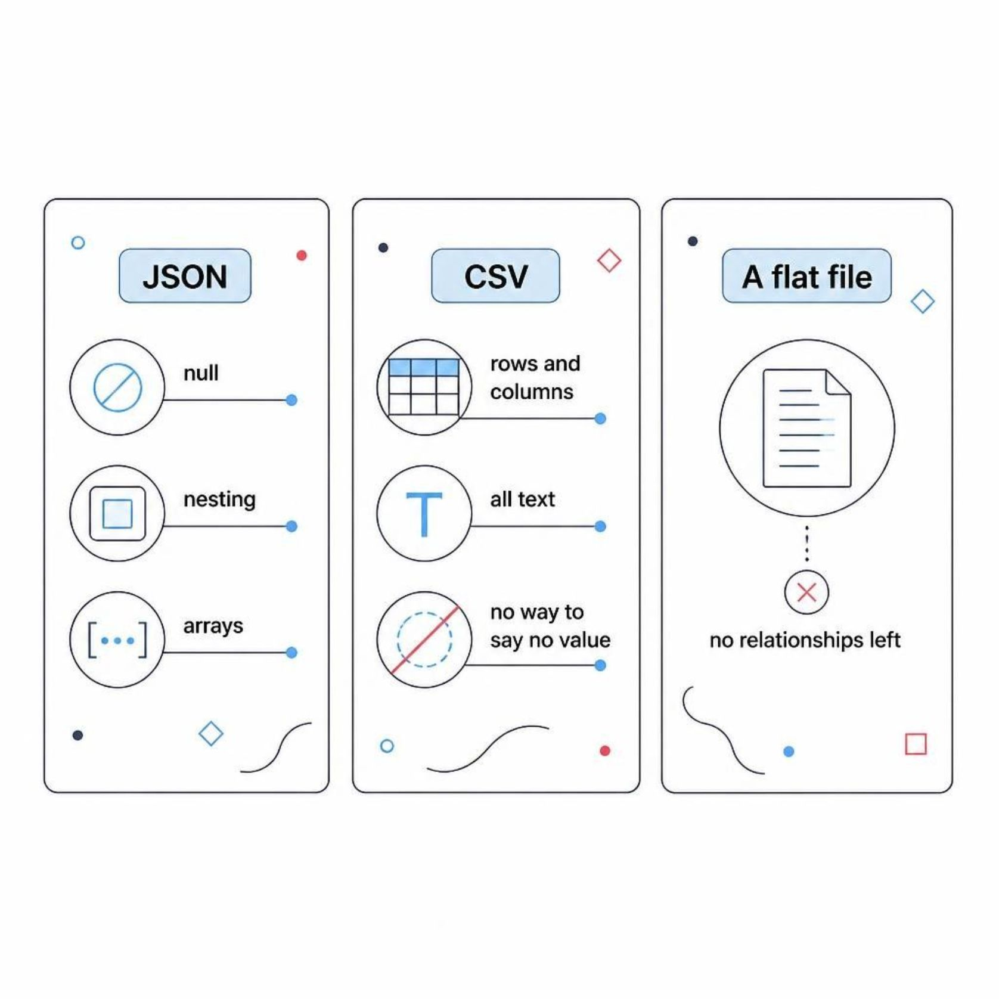 JSON
null
nesting
arrays
CSV
rows and
columns
T
all text
no way to
say no value
A flat file
no relationships left